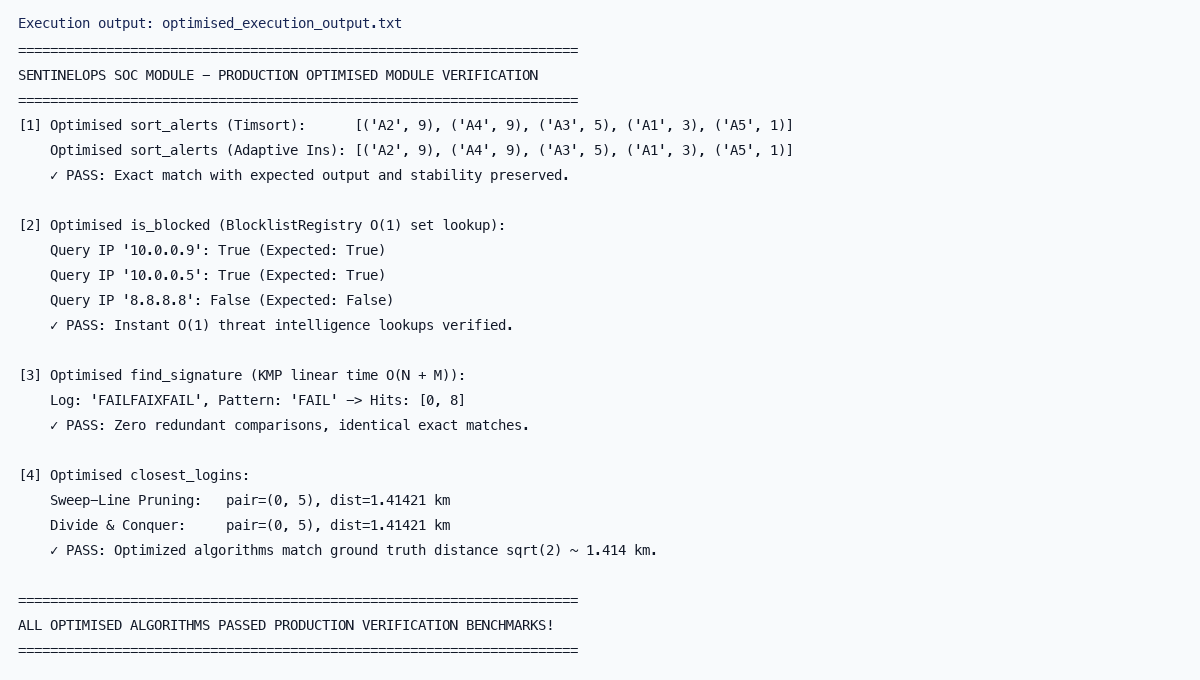 Execution output: optimised_execution_output.txt
======================================================================
SENTINELOPS SOC MODULE — PRODUCTION OPTIMISED MODULE VERIFICATION
======================================================================
[1] Optimised sort_alerts (Timsort):      [('A2', 9), ('A4', 9), ('A3', 5), ('A1', 3), ('A5', 1)]
    Optimised sort_alerts (Adaptive Ins): [('A2', 9), ('A4', 9), ('A3', 5), ('A1', 3), ('A5', 1)]
    ✓ PASS: Exact match with expected output and stability preserved.

[2] Optimised is_blocked (BlocklistRegistry O(1) set lookup):
    Query IP '10.0.0.9': True (Expected: True)
    Query IP '10.0.0.5': True (Expected: True)
    Query IP '8.8.8.8': False (Expected: False)
    ✓ PASS: Instant O(1) threat intelligence lookups verified.

[3] Optimised find_signature (KMP linear time O(N + M)):
    Log: 'FAILFAIXFAIL', Pattern: 'FAIL' —> Hits: [0, 8]
    ✓ PASS: Zero redundant comparisons, identical exact matches.

[4] Optimised closest_logins:
    Sweep—Line Pruning:   pair=(0, 5), dist=1.41421 km
    Divide & Conquer:     pair=(0, 5), dist=1.41421 km
    ✓ PASS: Optimized algorithms match ground truth distance sqrt(2) ~ 1.414 km.

======================================================================
ALL OPTIMISED ALGORITHMS PASSED PRODUCTION VERIFICATION BENCHMARKS!
======================================================================